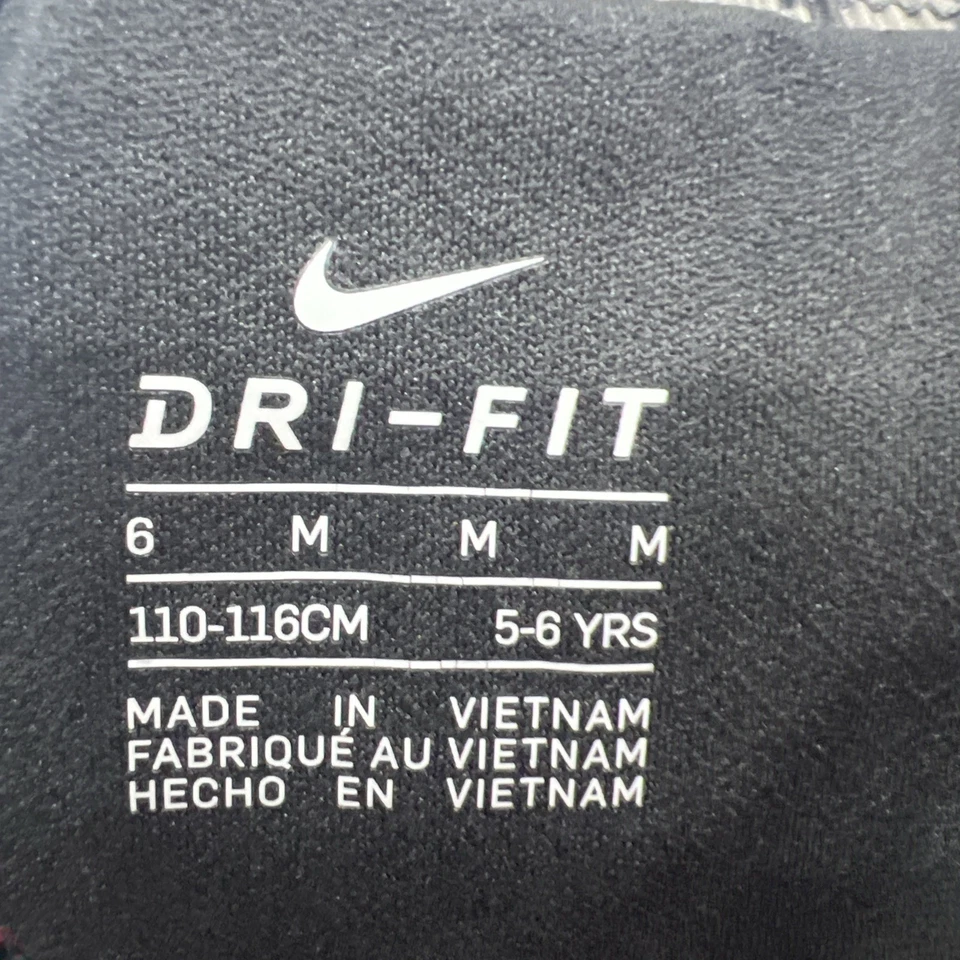 DRI-FIT
6 M M M
110-116CM 5-6 YRS
MADE IN VIETNAM
FABRIQUÉ AU VIETNAM
HECHO EN VIETNAM